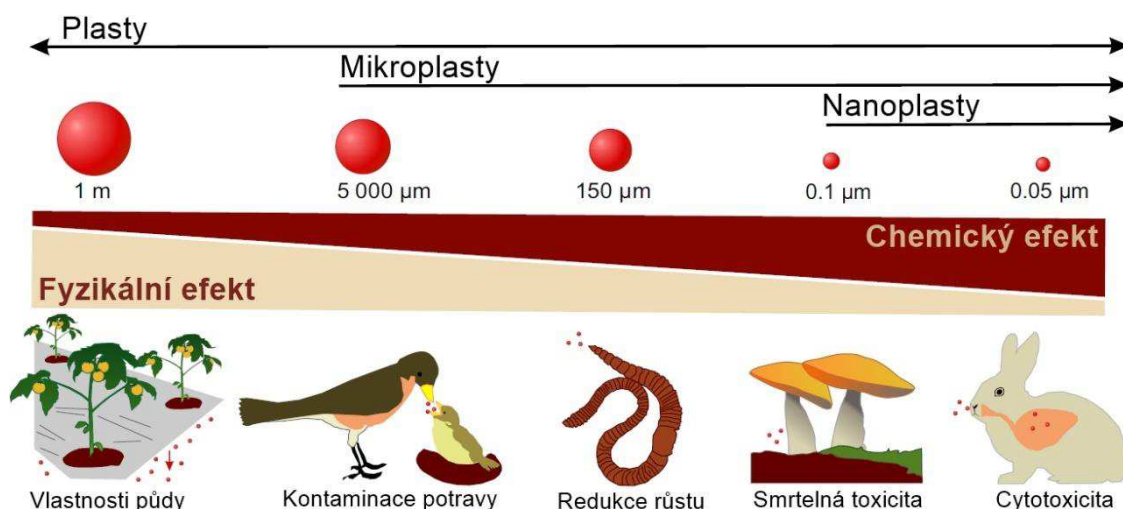 Plasty
Mikroplasty
Nanoplasty
1 m
5 000 µm
150 µm
0.1 µm
0.05 µm
Chemický efekt
Fyzikální efekt
Vlastnosti půdy
Kontaminace potravy
Redukce růstu
Smrtelná toxicita
Cytotoxicita